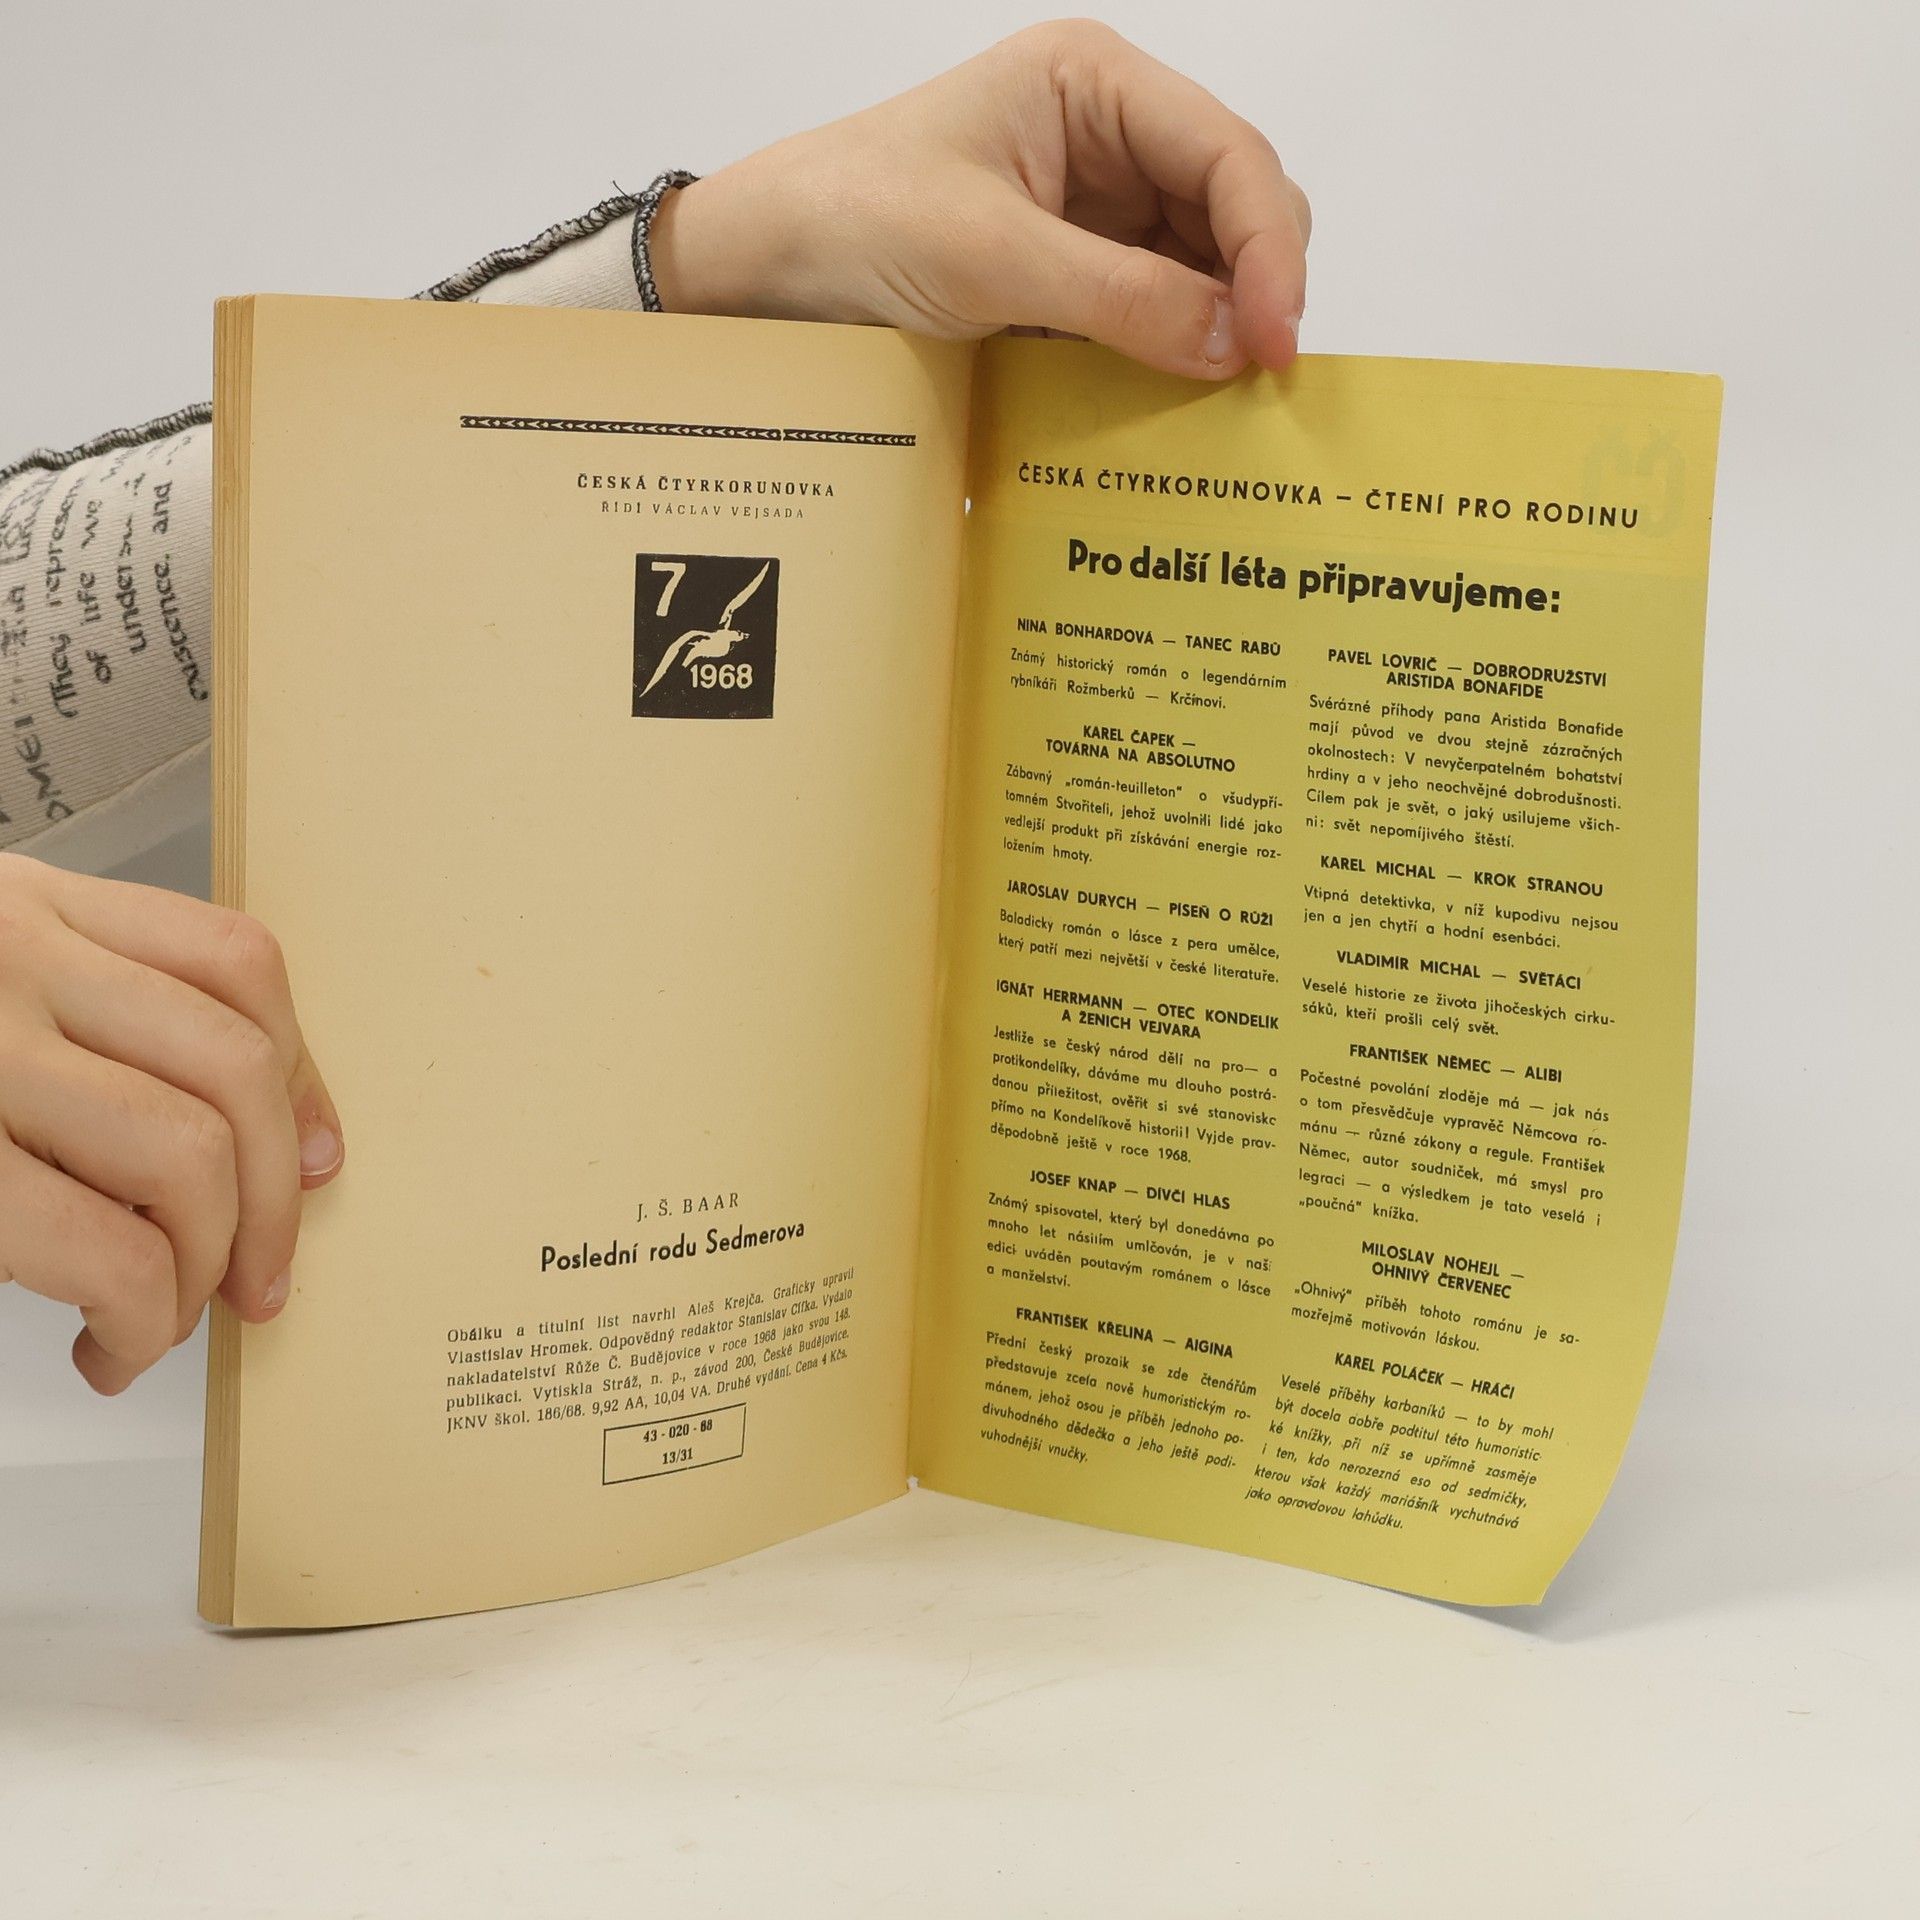 ČESKÁ ČTYRKORUNOVKA
ŘÍDÍ VÁCLAV VEJSADA
7
1968
J. Š. BAAR
Poslední rodu Sedmerova
Obálku a titulní list navrhl Aleš Krejča. Graficky upravil
Vlastislav Hromek. Odpovědný redaktor Stanislav Cífka. Vydalo
nakladatelství Růže Č. Budějovice v roce 1968 jako svou 148.
publikaci. Vytiskla Stráž, n. p., závod 200, České Budějovice.
JKNV škol. 186/68. 9,92 AA, 10,04 VA. Druhé vydání. Cena 4 Kčs.
43 - 020 - 68
13/31
ČESKÁ ČTYRKORUNOVKA — ČTENÍ PRO RODINU
Pro další léta připravujeme:
NINA BONHARDOVÁ — TANEC RABŮ
Známý historický román o legendárním
rybníkáři Rožmberků — Krčínovi.
KAREL ČAPEK —
TOVÁRNA NA ABSOLUTNO
Zábavný „román-feuilleton“ o všudypří-
tomném Stvořiteli, jehož uvolnili lidé jako
vedlejší produkt při získávání energie roz-
ložením hmoty.
JAROSLAV DURYCH — PÍSEŇ O RŮŽI
Baladický román o lásce z pera umělce,
který patří mezi největší v české literatuře.
IGNÁT HERRMANN — OTEC KONDELÍK
A ŽENICH VEJVARA
Jestliže se český národ dělí na pro— a
protikondelíky, dáváme mu dlouho postrá-
danou příležitost, ověřit si své stanovisko
přímo na Kondelíkově historii! Vyjde prav-
děpodobně ještě v roce 1968.
JOSEF KNAP — DÍVČÍ HLAS
Známý spisovatel, který byl donedávna po
mnoho let násilím umlčován, je v naší
edici uváděn poutavým románem o lásce
a manželství.
FRANTIŠEK KŘELINA — AIGINA
Přední český prozaik se zde čtenářům
představuje zcela nově humoristickým ro-
mánem, jehož osou je příběh jednoho po-
divuhodného dědečka a jeho ještě podi-
vuhodnější vnučky.
PAVEL LOVRIČ — DOBRODRUŽSTVÍ
ARISTIDA BONAFIDE
Svérázné příhody pana Aristida Bonafide
mají původ ve dvou stejně zázračných
okolnostech: V nevyčerpatelném bohatství
hrdiny a v jeho neochvějné dobrodušnosti.
Cílem pak je svět, o jaký usilujeme všich-
ni: svět nepomíjivého štěstí.
KAREL MICHAL — KROK STRANOU
Vtipná detektivka, v níž kupodivu nejsou
jen a jen chytří a hodní esenbáci.
VLADIMÍR MICHAL — SVĚTÁCI
Veselé historie ze života jihočeských cirku-
sáků, kteří prošli celý svět.
FRANTIŠEK NĚMEC — ALIBI
Počestné povolání zloděje má — jak nás
o tom přesvědčuje vypravěč Němcova ro-
mánu — různé zákony a regule. František
Němec, autor soudniček, má smysl pro
legraci — a výsledkem je tato veselá i
„poučná“ knížka.
MILOSLAV NOHEJL —
OHNIVÝ ČERVENEC
„Ohnivý“ příběh tohoto románu je sa-
mozřejmě motivován láskou.
KAREL POLÁČEK — HRÁČI
Veselé příběhy karbaníků — to by mohl
být docela dobře podtitul této humoristic-
ké knížky, při níž se upřímně zasměje
i ten, kdo nerozezná eso od sedmičky,
kterou však každý mariášník vychutnává
jako opravdovou lahůdku.
They represent
of life we
under
existence. and